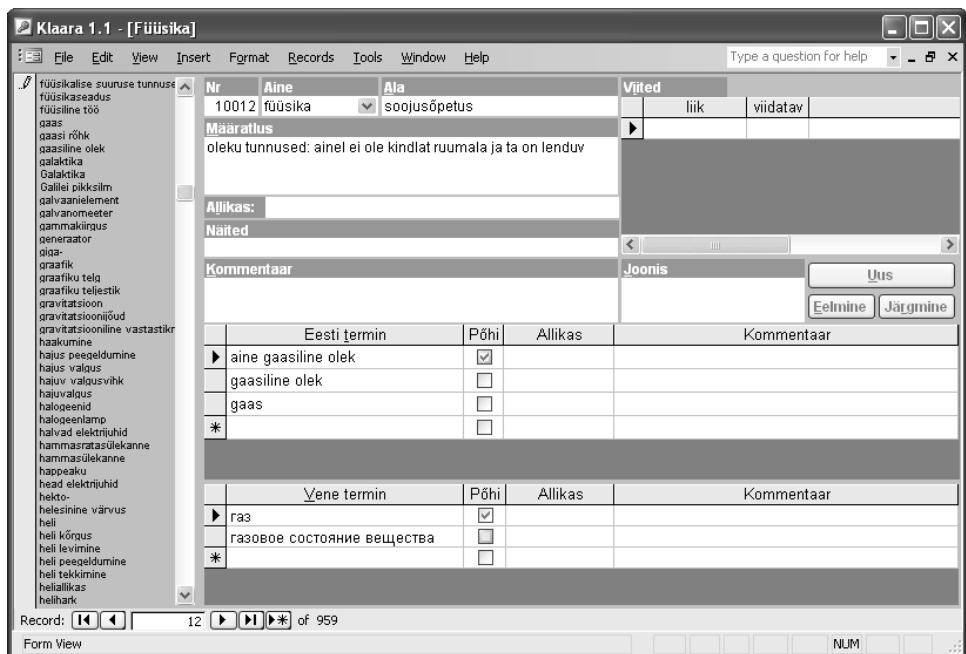 Klaara 1.1 - [Füüsika]
File Edit View Insert Format Records Tools Window Help Type a question for help
füüsikalise suuruse tunnuse
füüsikaseadus
füüsiline töö
gaas
gaasi rõhk
gaasiline olek
galaktika
Galaktika
Galilei pikksilm
galvaanielement
galvanomeeter
gammakiirgus
generaator
giga-
graafik
graafiku telg
graafiku teljestik
gravitatsioon
gravitatsioonijõud
gravitatsiooniline vastastikr
haakumine
hajus peegeldumine
hajus valgus
hajuv valgusvihk
hajuvalgus
halogeenid
halogeenlamp
halvad elektrijuhid
hammasratasülekanne
hammasülekanne
happeaku
head elektrijuhid
hekto-
helesinine värvus
heli
heli kõrgus
heli levimine
heli peegeldumine
heli tekkimine
heliallikas
helihark
Nr Aine Ala
10012 füüsika soojusõpetus
Määratlus
oleku tunnused: ainel ei ole kindlat ruumala ja ta on lenduv
Allikas:
Näited
Kommentaar
Viited
liik viidatav
Joonis
Uus
Eelmine Järgmine
Eesti termin Põhi Allikas Kommentaar
aine gaasiline olek
gaasiline olek
gaas
Vene termin Põhi Allikas Kommentaar
газ
газовое состояние вещества
Record: 12 of 959
Form View NUM